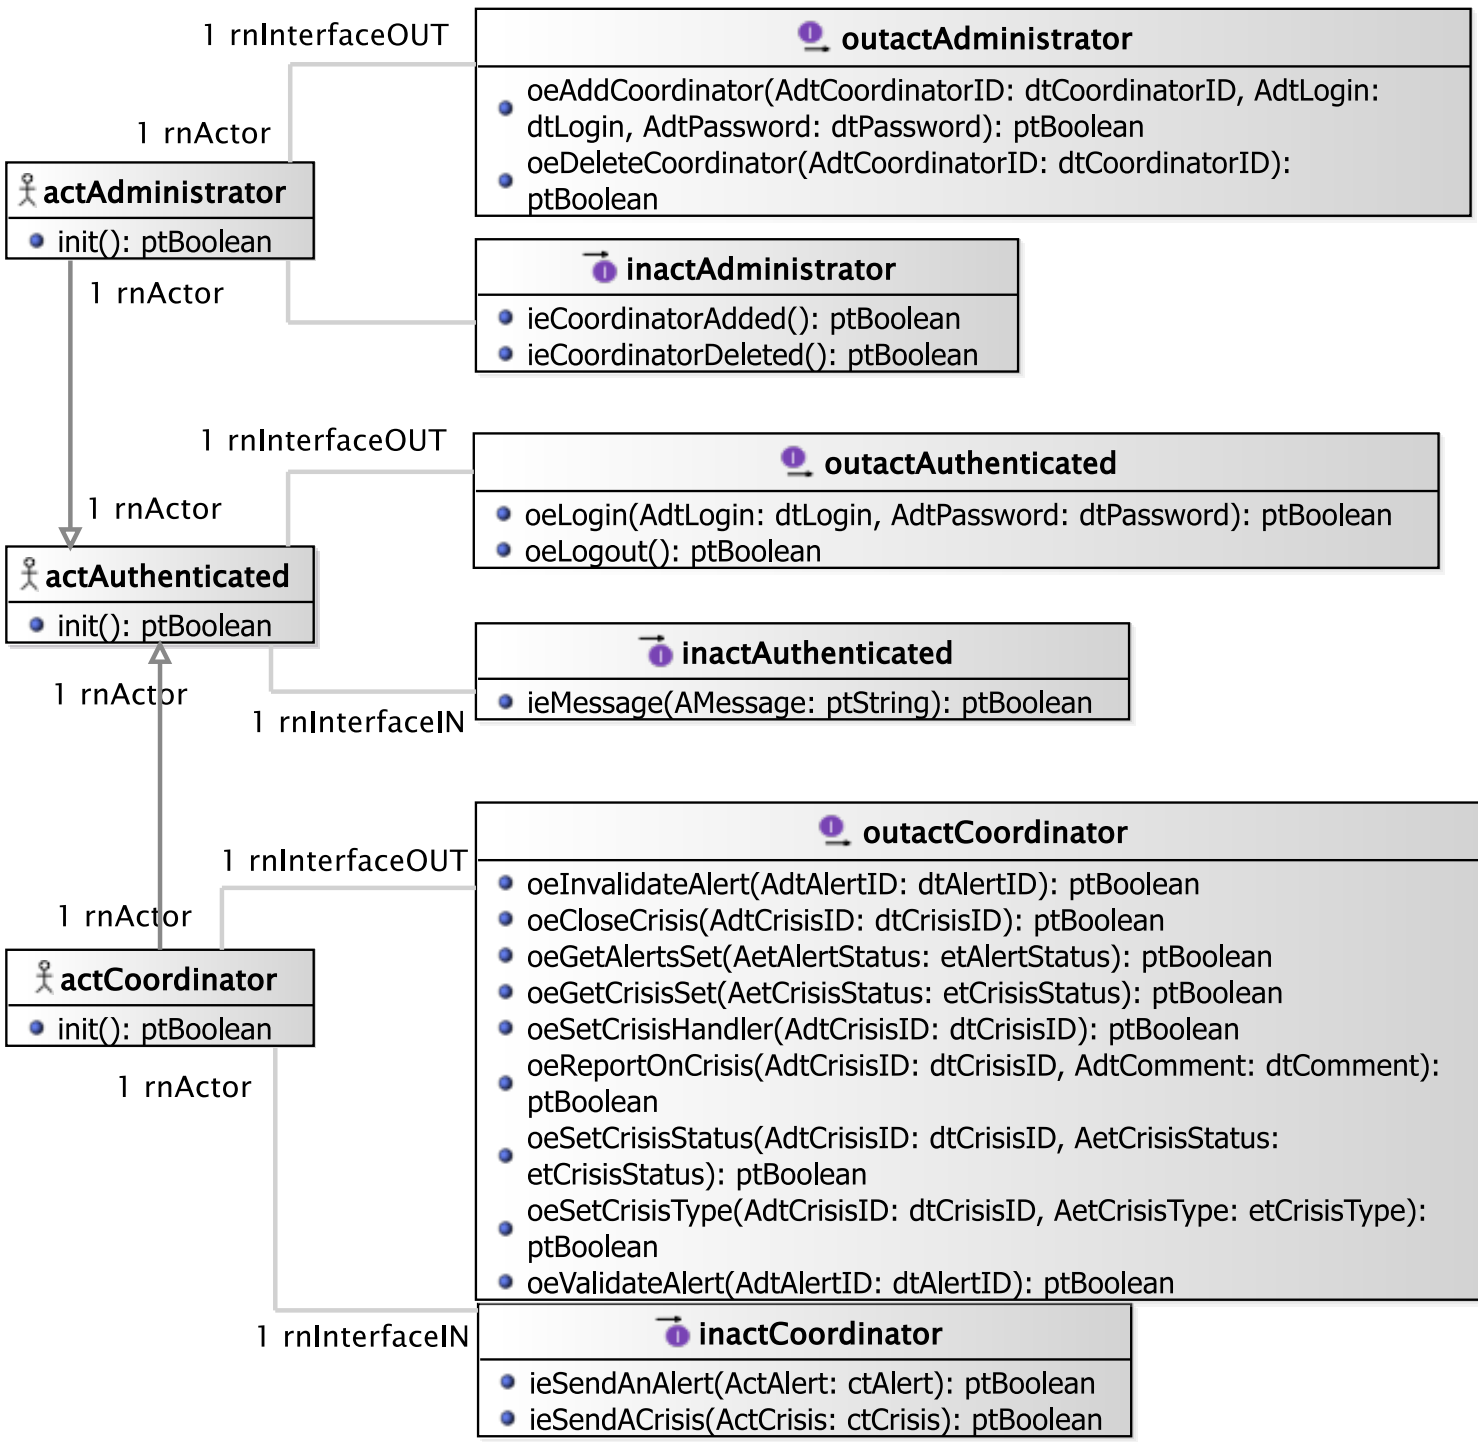 1 rnInterfaceOUT
outactAdministrator
oeAddCoordinator(AdtCoordinatorID: dtCoordinatorID, AdtLogin:
dtLogin, AdtPassword: dtPassword): ptBoolean
oeDeleteCoordinator(AdtCoordinatorID: dtCoordinatorID):
ptBoolean
1 rnActor
actAdministrator
init(): ptBoolean
1 rnActor
inactAdministrator
ieCoordinatorAdded(): ptBoolean
ieCoordinatorDeleted(): ptBoolean
1 rnInterfaceOUT
outactAuthenticated
oeLogin(AdtLogin: dtLogin, AdtPassword: dtPassword): ptBoolean
oeLogout(): ptBoolean
1 rnActor
actAuthenticated
init(): ptBoolean
1 rnActor
1 rnInterfaceIN
inactAuthenticated
ieMessage(AMessage: ptString): ptBoolean
1 rnInterfaceOUT
outactCoordinator
oeInvalidateAlert(AdtAlertID: dtAlertID): ptBoolean
oeCloseCrisis(AdtCrisisID: dtCrisisID): ptBoolean
oeGetAlertsSet(AetAlertStatus: etAlertStatus): ptBoolean
oeGetCrisisSet(AetCrisisStatus: etCrisisStatus): ptBoolean
oeSetCrisisHandler(AdtCrisisID: dtCrisisID): ptBoolean
oeReportOnCrisis(AdtCrisisID: dtCrisisID, AdtComment: dtComment):
ptBoolean
oeSetCrisisStatus(AdtCrisisID: dtCrisisID, AetCrisisStatus:
etCrisisStatus): ptBoolean
oeSetCrisisType(AdtCrisisID: dtCrisisID, AetCrisisType: etCrisisType):
ptBoolean
oeValidateAlert(AdtAlertID: dtAlertID): ptBoolean
1 rnActor
actCoordinator
init(): ptBoolean
1 rnActor
1 rnInterfaceIN
inactCoordinator
ieSendAnAlert(ActAlert: ctAlert): ptBoolean
ieSendACrisis(ActCrisis: ctCrisis): ptBoolean